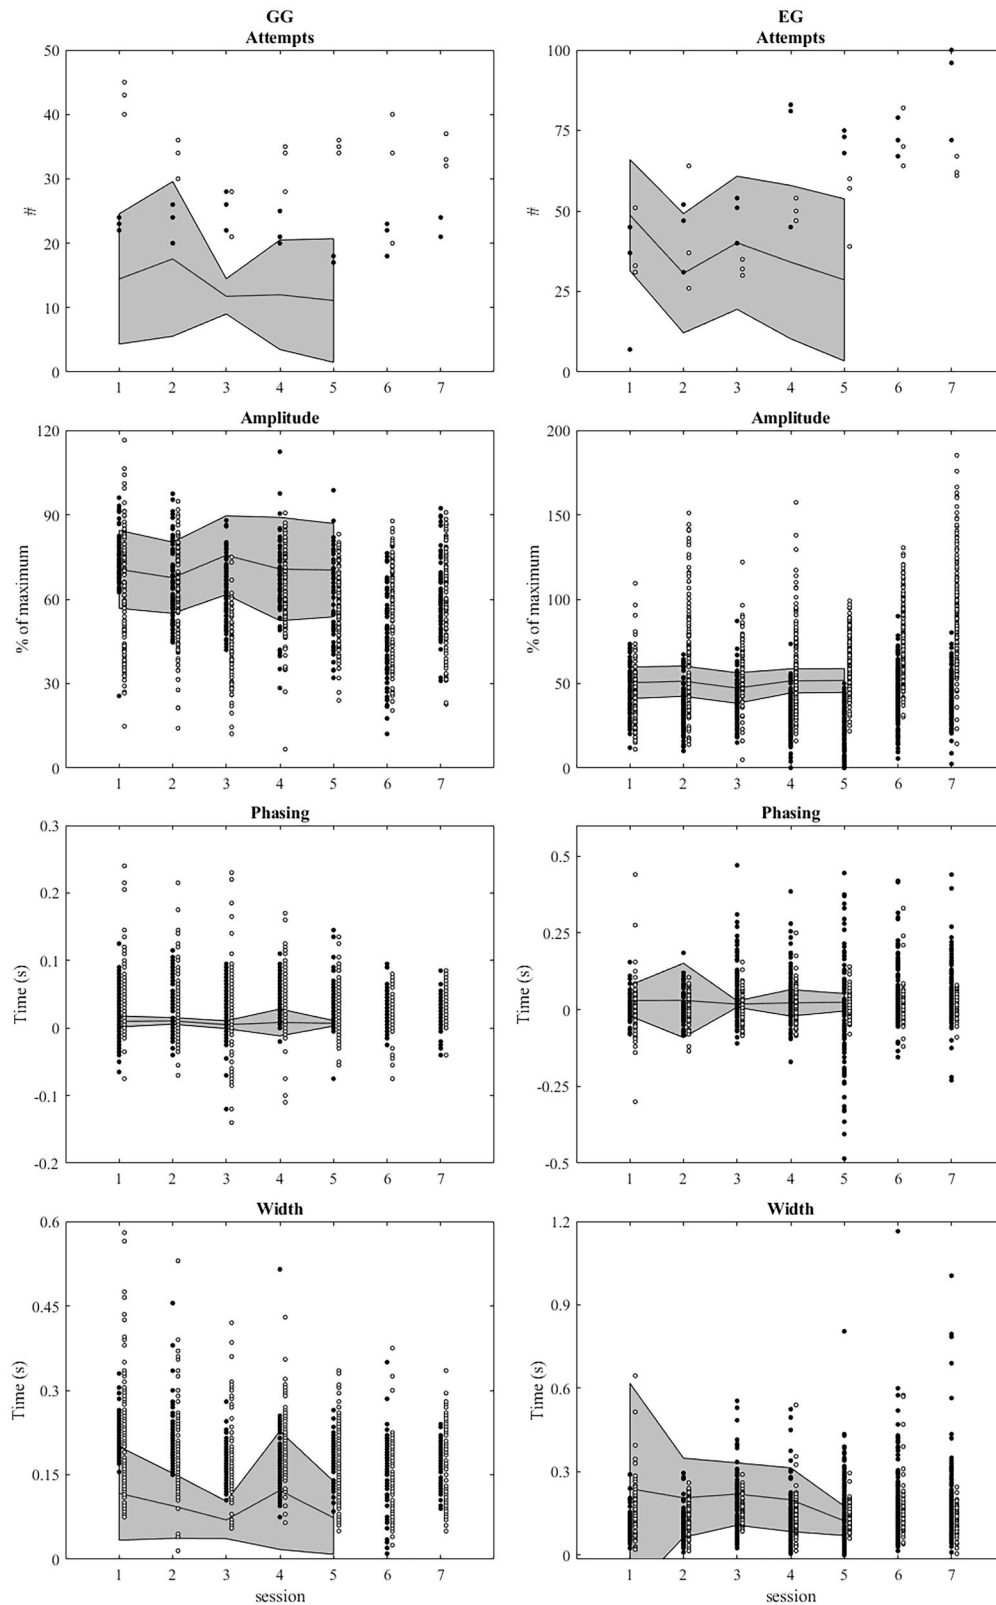 GG
Attempts
50
40
30
20
10
0
#
1 2 3 4 5 6 7
EG
Attempts
100
75
50
25
0
#
1 2 3 4 5 6 7
Amplitude
120
90
60
30
0
% of maximum
1 2 3 4 5 6 7
Amplitude
200
150
100
50
0
% of maximum
1 2 3 4 5 6 7
Phasing
0.3
0.2
0.1
0
-0.1
-0.2
Time (s)
1 2 3 4 5 6 7
Phasing
0.5
0.25
0
-0.25
-0.5
Time (s)
1 2 3 4 5 6 7
Width
0.6
0.45
0.3
0.15
0
Time (s)
1 2 3 4 5 6 7
session
Width
1.2
0.9
0.6
0.3
0
Time (s)
1 2 3 4 5 6 7
session